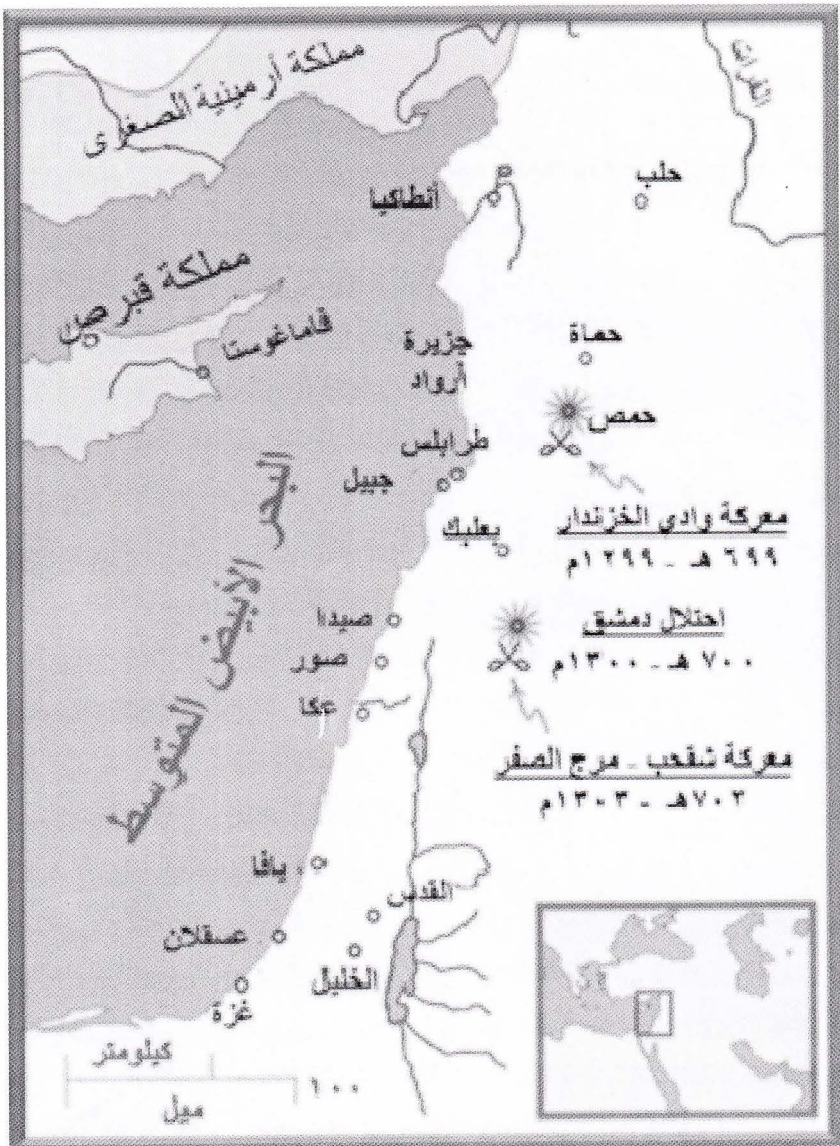 مملكة أرمينية الصغرى
الفرات
حلب
أنطاكيا
مملكة قبرص
فاماغوستا
جزيرة
أرواد
حماة
حمص
طرابلس
جبيل
معركة وادي الخزندار
٦٩٩ هـ - ١٢٩٩م
بعلبك
البحر الأبيض المتوسط
احتلال دمشق
٧٠٠ هـ - ١٣٠٠م
صيدا
صور
عكا
معركة شقحب - مرج الصفر
٧٠٢ هـ - ١٣٠٣م
يافا
القدس
عسقلان
الخليل
غزة
كيلومتر
١٠٠
ميل